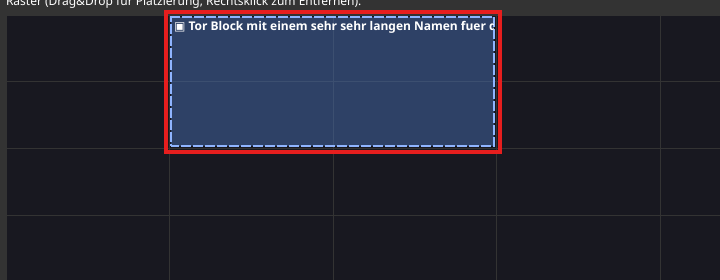 Raster (Drag&Drop für Platzierung, Rechtsklick zum Entfernen).
▣ Tor Block mit einem sehr sehr langen Namen fuer